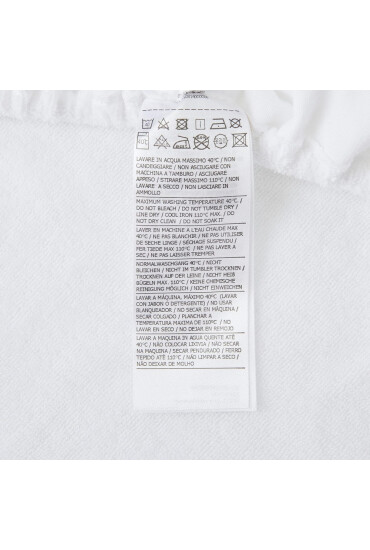 LAVARE IN ACQUA MASSIMO 40°C / NON
CANDEGGIARE / NON ASCIUGARE CON
MACCHINA A TAMBURO / ASCIUGARE
APPESO / STIRARE MASSIMO 110°C / NON
LAVARE A SECCO / NON LASCIARE IN
AMMOLLO
MAXIMUM WASHING TEMPERATURE 40°C. /
DO NOT BLEACH / DO NOT TUMBLE DRY /
LINE DRY / COOL IRON 110°C MAX. / DO
NOT DRY CLEAN / DO NOT SOAK IT
LAVER EN MACHINE A L'EAU CHAUDE MAX
40°C / NE PAS BLANCHIR / NE PAS UTILISER
DE SECHE LINGE / SÉCHAGE SUSPENDU /
PER TIEDE MAX 110°C / NE PAS LAVER A
SEC / NE PAS LAISSER TREMPER
NORMALWASCHGANG 40°C / NICHT
BLEICHEN / NICHT IM TUMBLER TROCKNEN /
TROCKNEN AUF DER LEINE / NICHT HEIß
BÜGELN MAX. 110°C / KEINE CHEMISCHE
REINIGUNG MÖGLICH / NICHT EINWEICHEN
LAVAR A MÁQUINA, MÁXIMO 40°C (LAVAR
CON JABON O DETERGENTE) / NO USAR
BLANQUEADOR / NO SECAR EN MÁQUINA /
SECAR COLGADO / PLANCHAR A
TEMPERATURA MAXIMA DE 110°C / NO
LAVAR EN SECO / NO DEJAR EN REMOJO
LAVAR A MAQUINA IN AGUA QUENTE ATÉ
40°C / NÃO COLOCAR LIXIVIA / NÃO SECAR
NA MAQUINA / SECAR PENDURADO / FERRO
TÉPIDO ATÉ 110°C / NÃO LIMPAR A SECO /
NÃO DEIXAR DE MOLHO